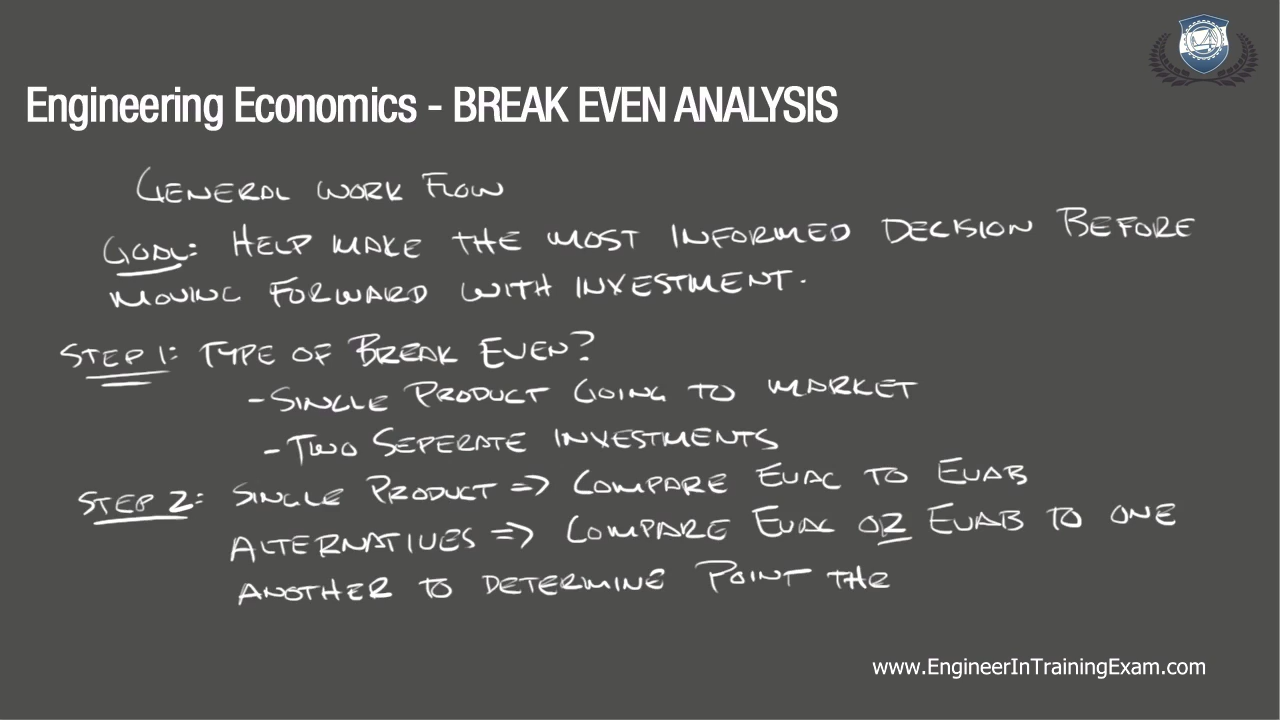 Engineering Economics - BREAK EVEN ANALYSIS
GENERAL WORK FLOW
GOAL: HELP MAKE THE MOST INFORMED DECISION BEFORE
MOVING FORWARD WITH INVESTMENT.
STEP 1: TYPE OF BREAK EVEN?
- SINGLE PRODUCT GOING TO MARKET
- TWO SEPERATE INVESTMENTS
STEP 2: SINGLE PRODUCT => COMPARE EUAC TO EUAB
ALTERNATIVES => COMPARE EUAC OR EUAB TO ONE
ANOTHER TO DETERMINE POINT THE
www.EngineerInTrainingExam.com